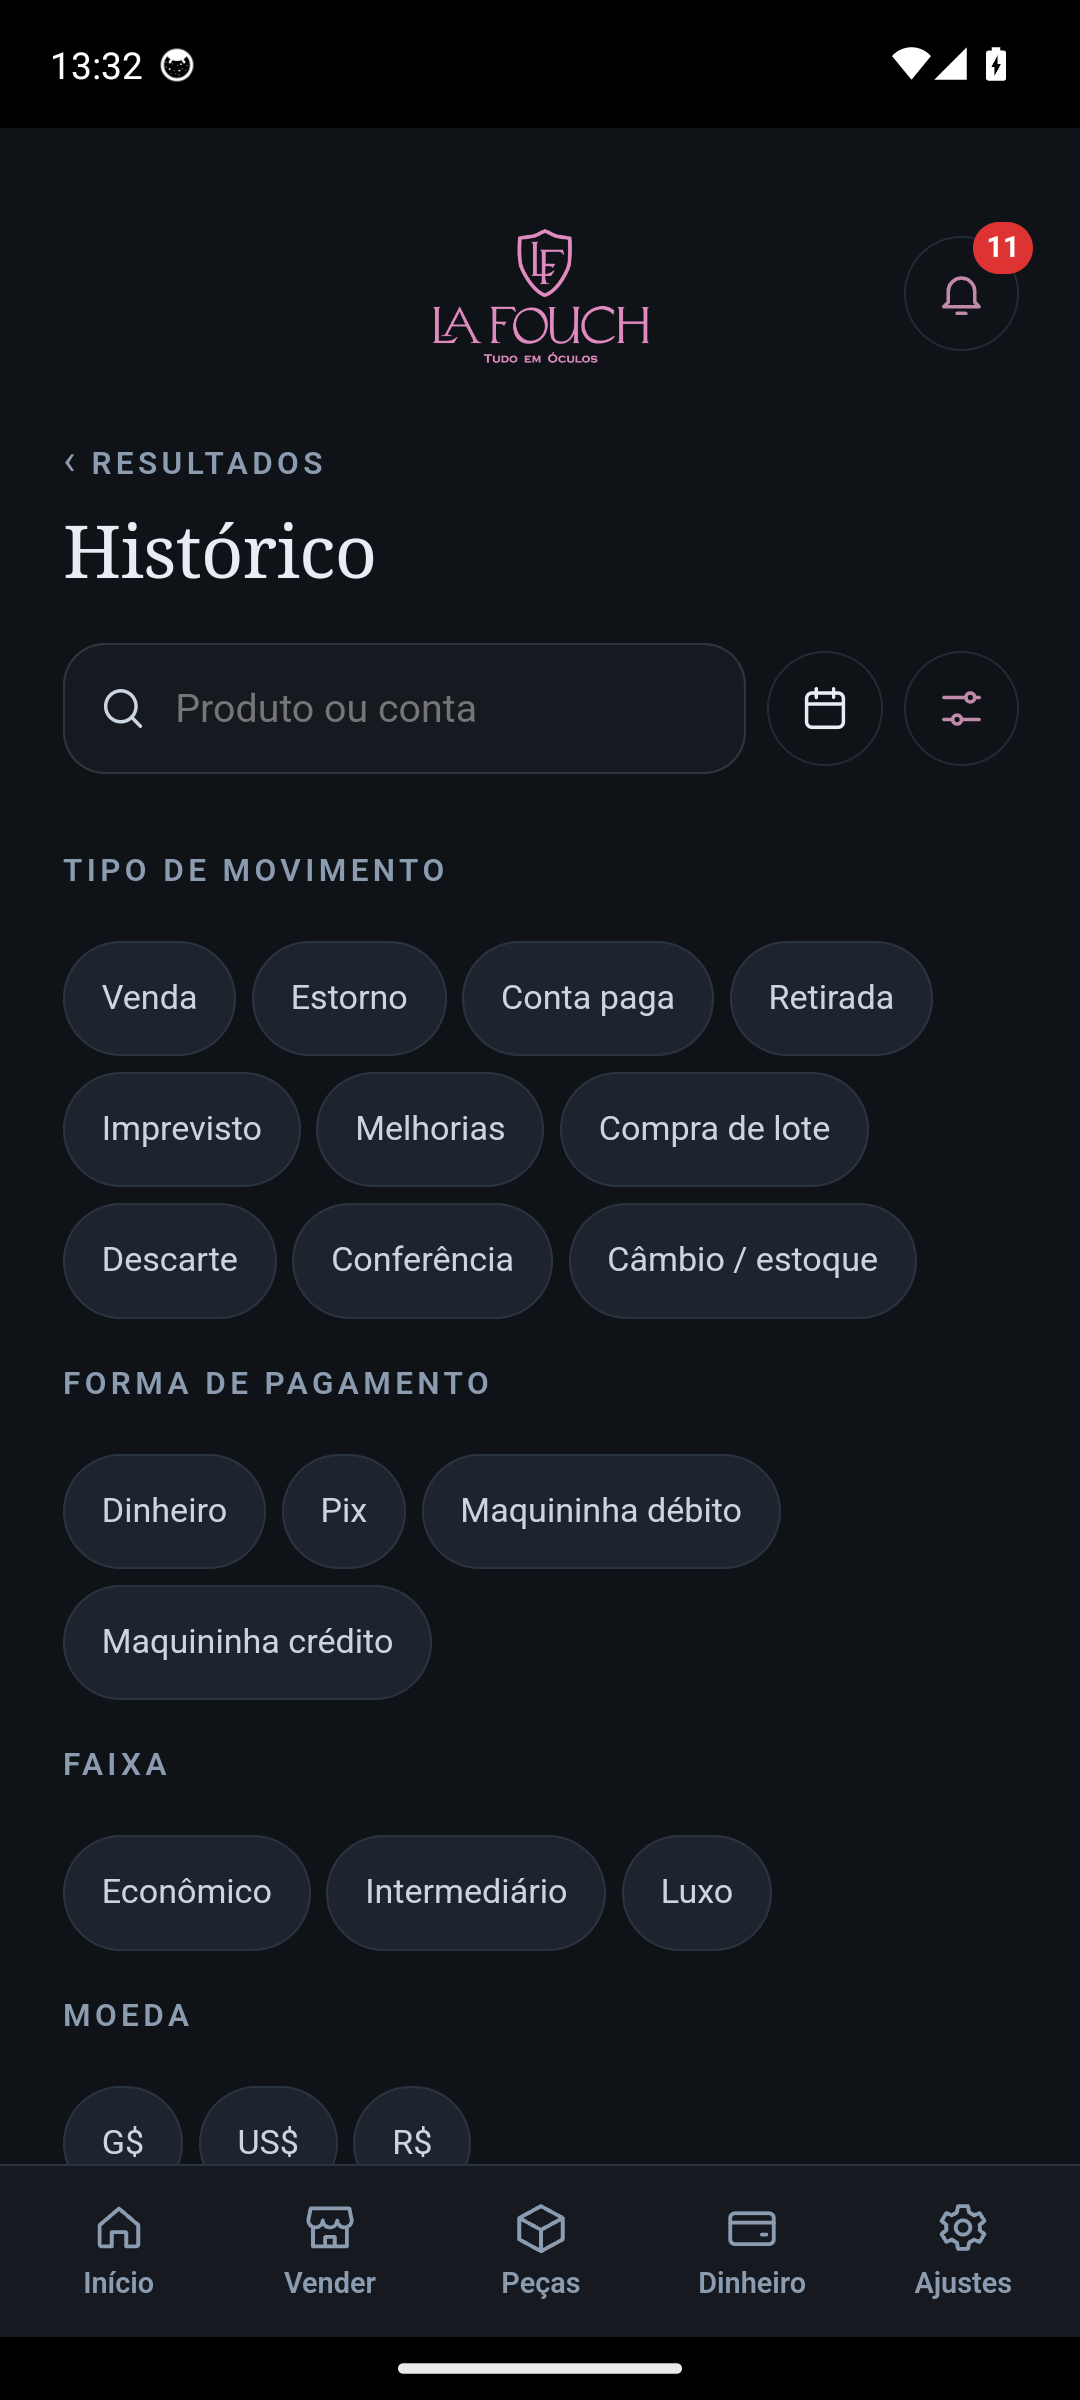 13:32
11
LF
LA FOUCH
TUDO EM ÓCULOS
‹ RESULTADOS
Histórico
Produto ou conta
TIPO DE MOVIMENTO
Venda Estorno Conta paga Retirada
Imprevisto Melhorias Compra de lote
Descarte Conferência Câmbio / estoque
FORMA DE PAGAMENTO
Dinheiro Pix Maquininha débito
Maquininha crédito
FAIXA
Econômico Intermediário Luxo
MOEDA
G$ US$ R$
Início Vender Peças Dinheiro Ajustes